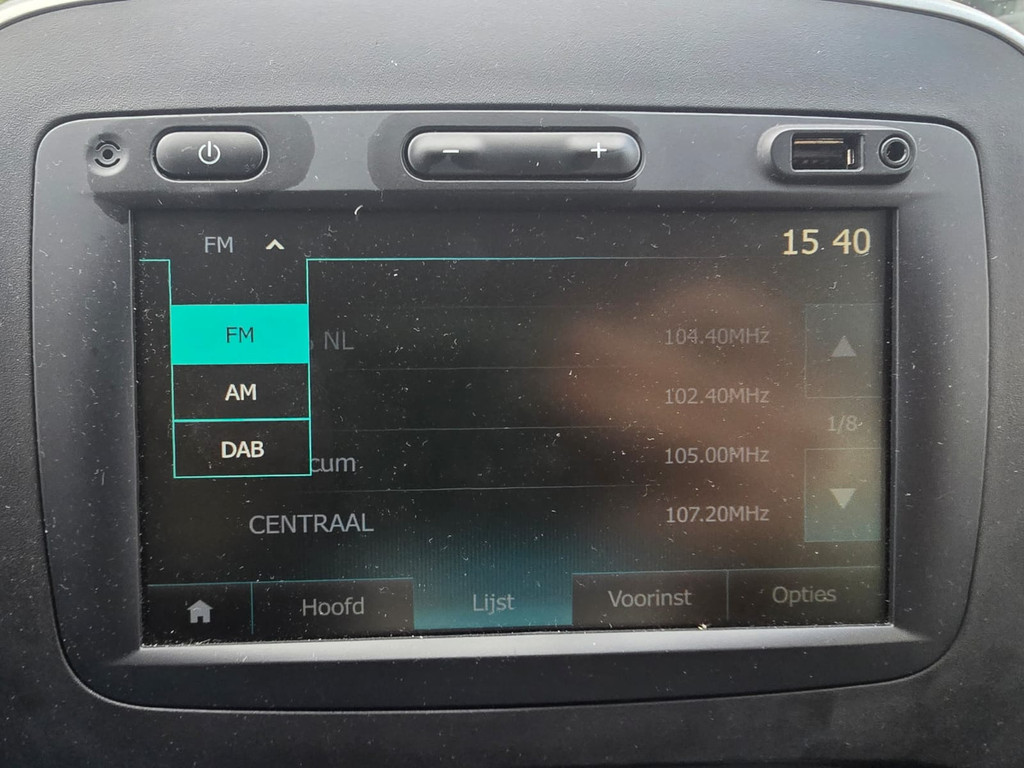 FM
15 40
FM
NL 104.40MHz
AM
102.40MHz
1/8
DAB
cum 105.00MHz
CENTRAAL 107.20MHz
Hoofd Lijst Voorinst Opties